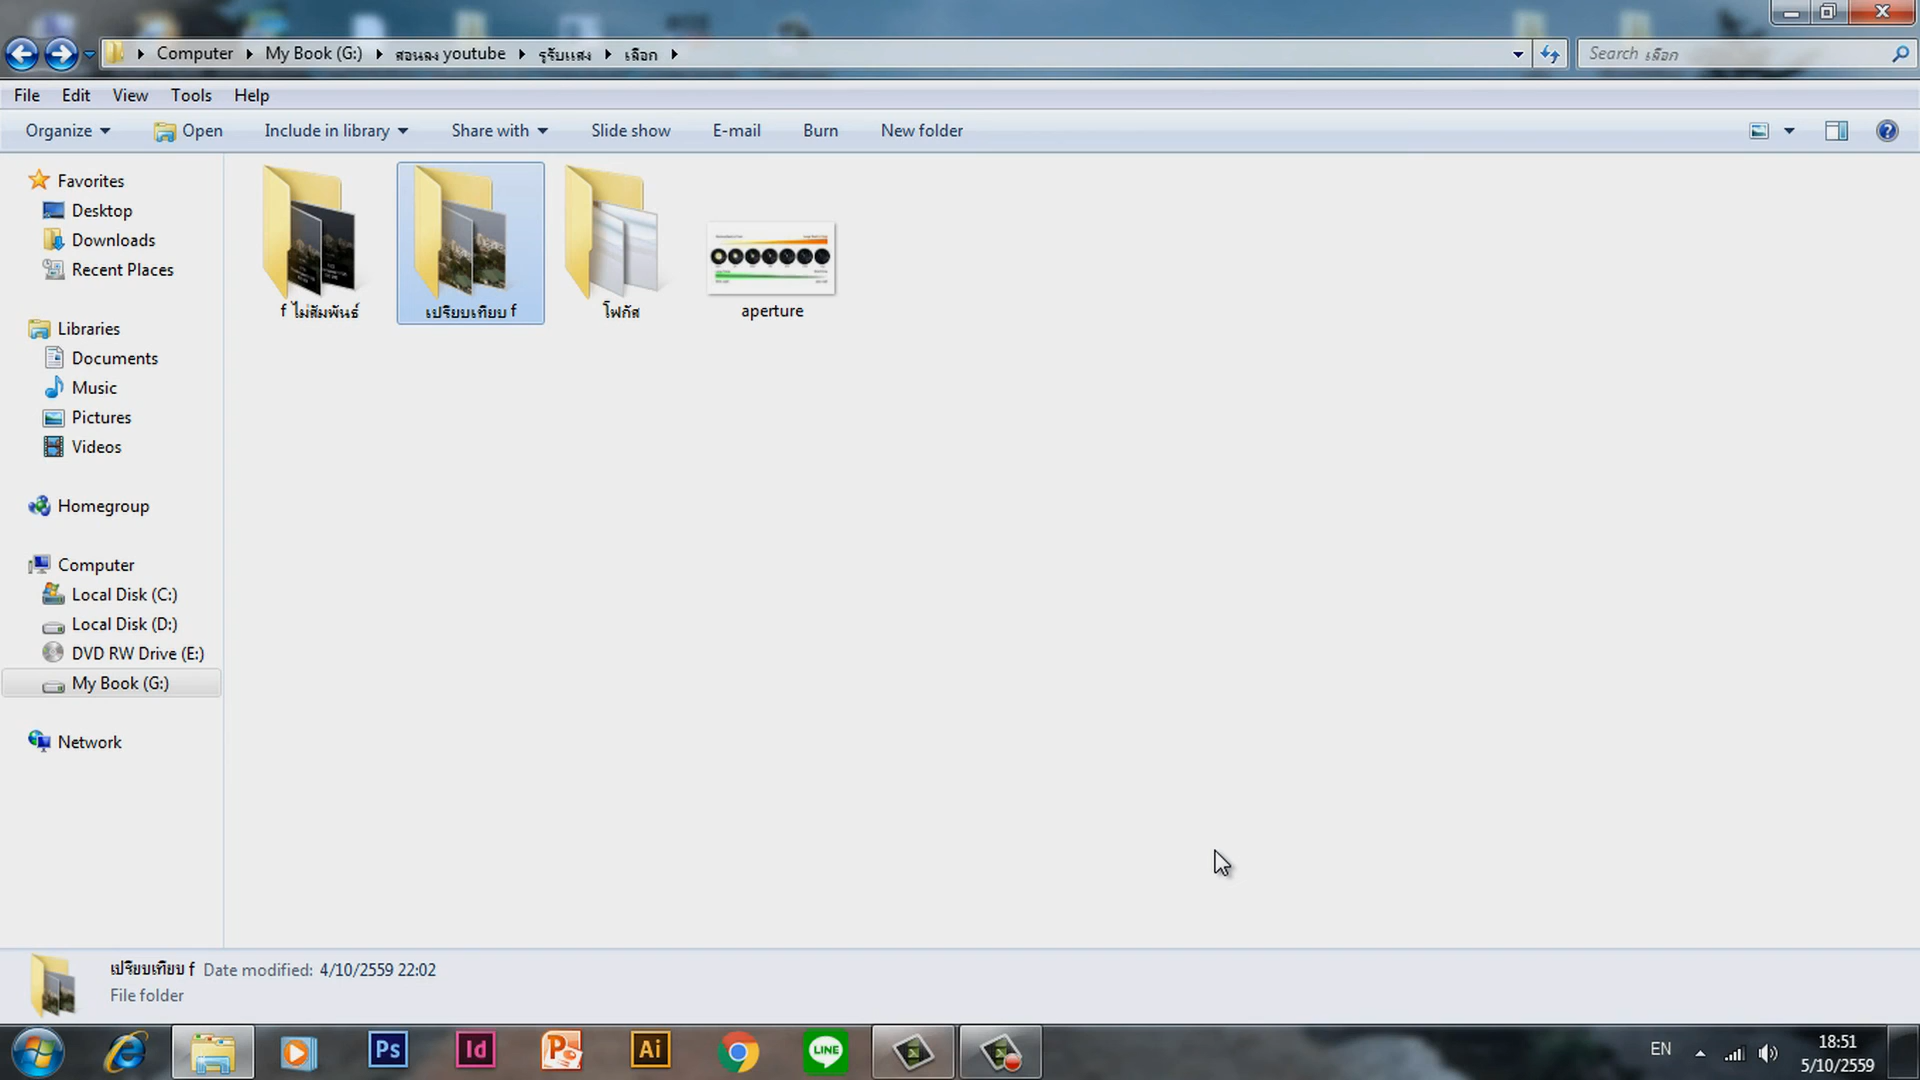 Computer My Book (G:) สอนลง youtube รูรับแสง เลือก
Search เลือก
File Edit View Tools Help
Organize Open Include in library Share with Slide show E-mail Burn New folder
Favorites
Desktop
Downloads
Recent Places
Libraries
Documents
Music
Pictures
Videos
Homegroup
Computer
Local Disk (C:)
Local Disk (D:)
DVD RW Drive (E:)
My Book (G:)
Network
f ไม่สัมพันธ์
เปรียบเทียบ f
โฟกัส
aperture
เปรียบเทียบ f Date modified: 4/10/2559 22:02
File folder
Ps
Id
P
Ai
LINE
EN
18:51
5/10/2559